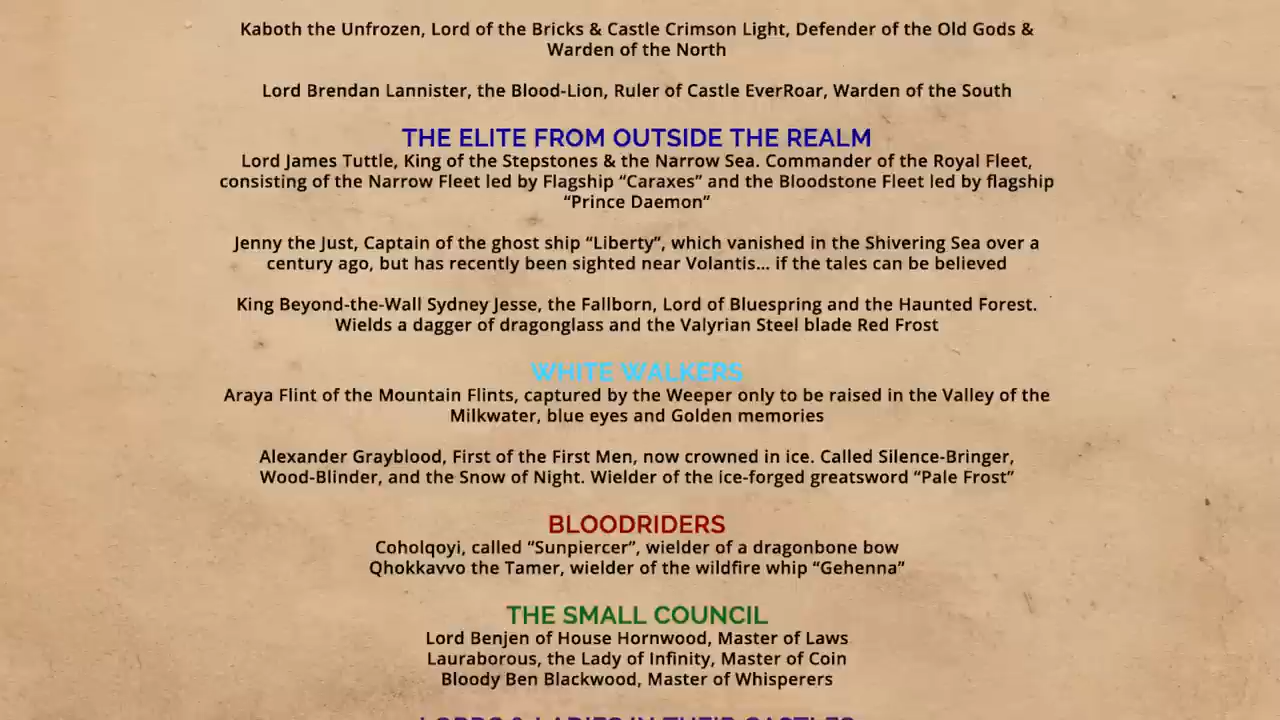 Kaboth the Unfrozen, Lord of the Bricks & Castle Crimson Light, Defender of the Old Gods &
Warden of the North
Lord Brendan Lannister, the Blood-Lion, Ruler of Castle EverRoar, Warden of the South
THE ELITE FROM OUTSIDE THE REALM
Lord James Tuttle, King of the Stepstones & the Narrow Sea. Commander of the Royal Fleet,
consisting of the Narrow Fleet led by Flagship “Caraxes” and the Bloodstone Fleet led by flagship
“Prince Daemon”
Jenny the Just, Captain of the ghost ship “Liberty”, which vanished in the Shivering Sea over a
century ago, but has recently been sighted near Volantis... if the tales can be believed
King Beyond-the-Wall Sydney Jesse, the Fallborn, Lord of Bluespring and the Haunted Forest.
Wields a dagger of dragonglass and the Valyrian Steel blade Red Frost
WHITE WALKERS
Araya Flint of the Mountain Flints, captured by the Weeper only to be raised in the Valley of the
Milkwater, blue eyes and Golden memories
Alexander Grayblood, First of the First Men, now crowned in ice. Called Silence-Bringer,
Wood-Blinder, and the Snow of Night. Wielder of the ice-forged greatsword “Pale Frost”
BLOODRIDERS
Coholqoyi, called “Sunpiercer”, wielder of a dragonbone bow
Qhokkavvo the Tamer, wielder of the wildfire whip “Gehenna”
THE SMALL COUNCIL
Lord Benjen of House Hornwood, Master of Laws
Lauraborous, the Lady of Infinity, Master of Coin
Bloody Ben Blackwood, Master of Whisperers
LORDS & LADIES IN THEIR CASTLES